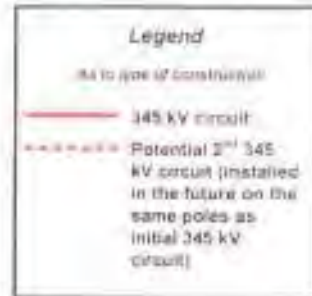 Legend
As to type of construction
345 kV circuit
Potential 2nd 345
kV circuit (installed
in the future on the
same poles as
initial 345 kV
circuit)